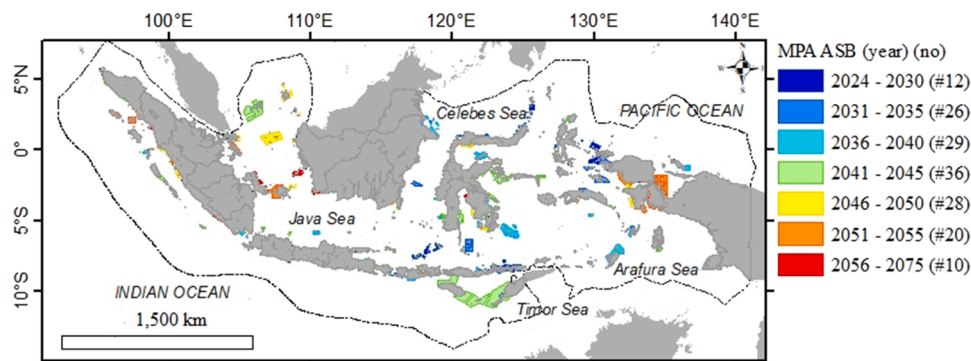 100°E 110°E 120°E 130°E 140°E
5°N
0°
5°S
10°S
N
W
E
S
Celebes Sea
PACIFIC OCEAN
Java Sea
Arafura Sea
INDIAN OCEAN
Timor Sea
1,500 km
MPA ASB (year) (no)
2024 - 2030 (#12)
2031 - 2035 (#26)
2036 - 2040 (#29)
2041 - 2045 (#36)
2046 - 2050 (#28)
2051 - 2055 (#20)
2056 - 2075 (#10)